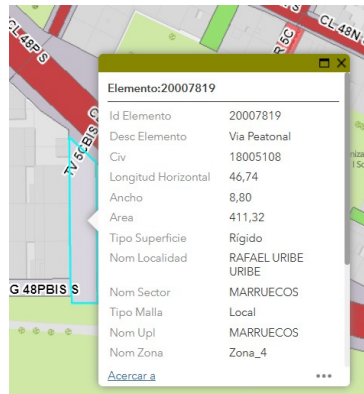 CL 48P S
CL 48N
R 5C
TV 5CBIS
G 48PBIS S
Elemento:20007819
Id Elemento 20007819
Desc Elemento Via Peatonal
Civ 18005108
Longitud Horizontal 46,74
Ancho 8,80
Area 411,32
Tipo Superficie Rígido
Nom Localidad RAFAEL URIBE
URIBE
Nom Sector MARRUECOS
Tipo Malla Local
Nom Upl MARRUECOS
Nom Zona Zona_4
Acercar a